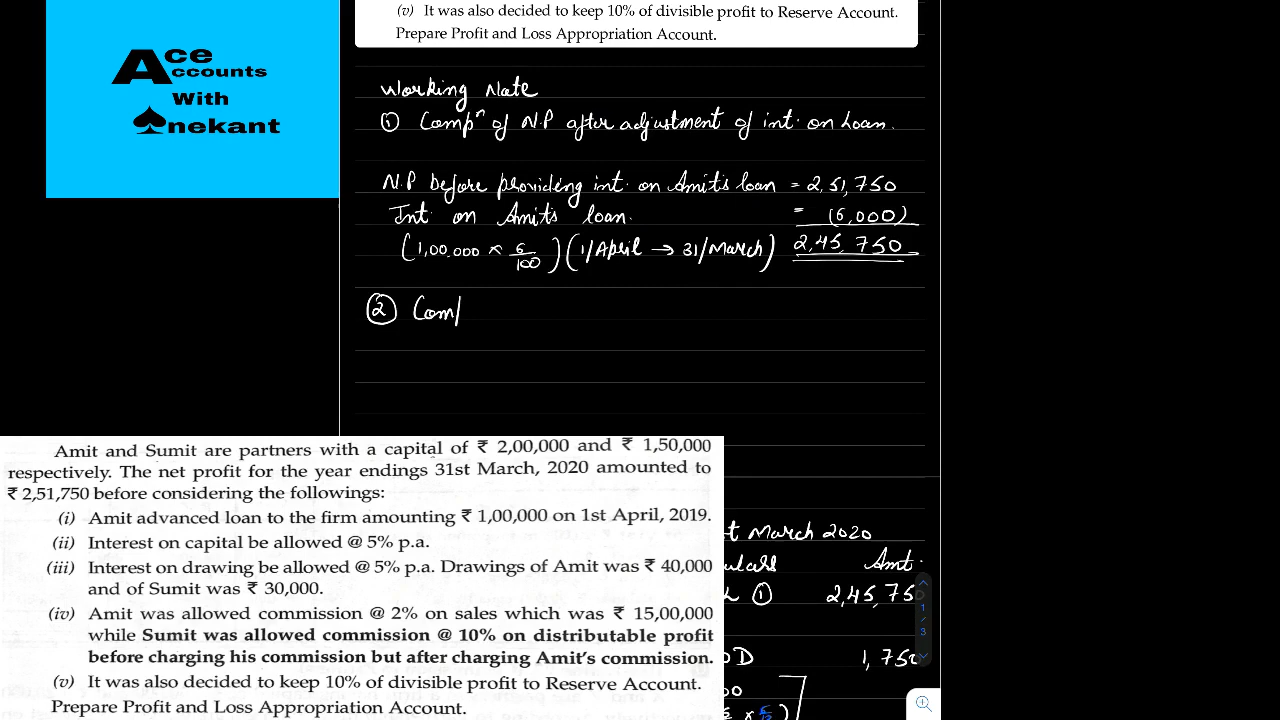 Ace
Accounts
With
Anekant
(v) It was also decided to keep 10% of divisible profit to Reserve Account.
Prepare Profit and Loss Appropriation Account.
Working Note
① Compⁿ of N.P after adjustment of int. on Loan.
N.P before providing int. on Amit's loan = 2,51,750
Int on Amit's loan. = (6,000)
(1,00,000 × 6/100) (1/April → 31/March) 2,45,750
② Com
Amit and Sumit are partners with a capital of ₹ 2,00,000 and ₹ 1,50,000
respectively. The net profit for the year endings 31st March, 2020 amounted to
₹ 2,51,750 before considering the followings:
(i) Amit advanced loan to the firm amounting ₹ 1,00,000 on 1st April, 2019.
(ii) Interest on capital be allowed @ 5% p.a.
(iii) Interest on drawing be allowed @ 5% p.a. Drawings of Amit was ₹ 40,000
and of Sumit was ₹ 30,000.
(iv) Amit was allowed commission @ 2% on sales which was ₹ 15,00,000
while Sumit was allowed commission @ 10% on distributable profit
before charging his commission but after charging Amit's commission.
(v) It was also decided to keep 10% of divisible profit to Reserve Account.
Prepare Profit and Loss Appropriation Account.
t March 2020
Amt.
① 2,45,750
OD 1,750
1
/
3